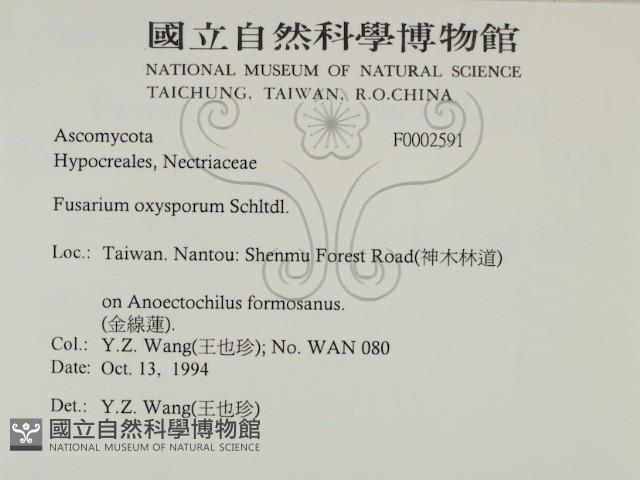 國立自然科學博物館
NATIONAL MUSEUM OF NATURAL SCIENCE
TAICHUNG, TAIWAN, R.O.CHINA
Ascomycota F0002591
Hypocreales, Nectriaceae
Fusarium oxysporum Schltdl.
Loc.: Taiwan. Nantou: Shenmu Forest Road(神木林道)
on Anoectochilus formosanus.
(金線蓮).
Col.: Y.Z. Wang(王也珍); No. WAN 080
Date: Oct. 13, 1994
Det.: Y.Z. Wang(王也珍)
國立自然科學博物館
NATIONAL MUSEUM OF NATURAL SCIENCE